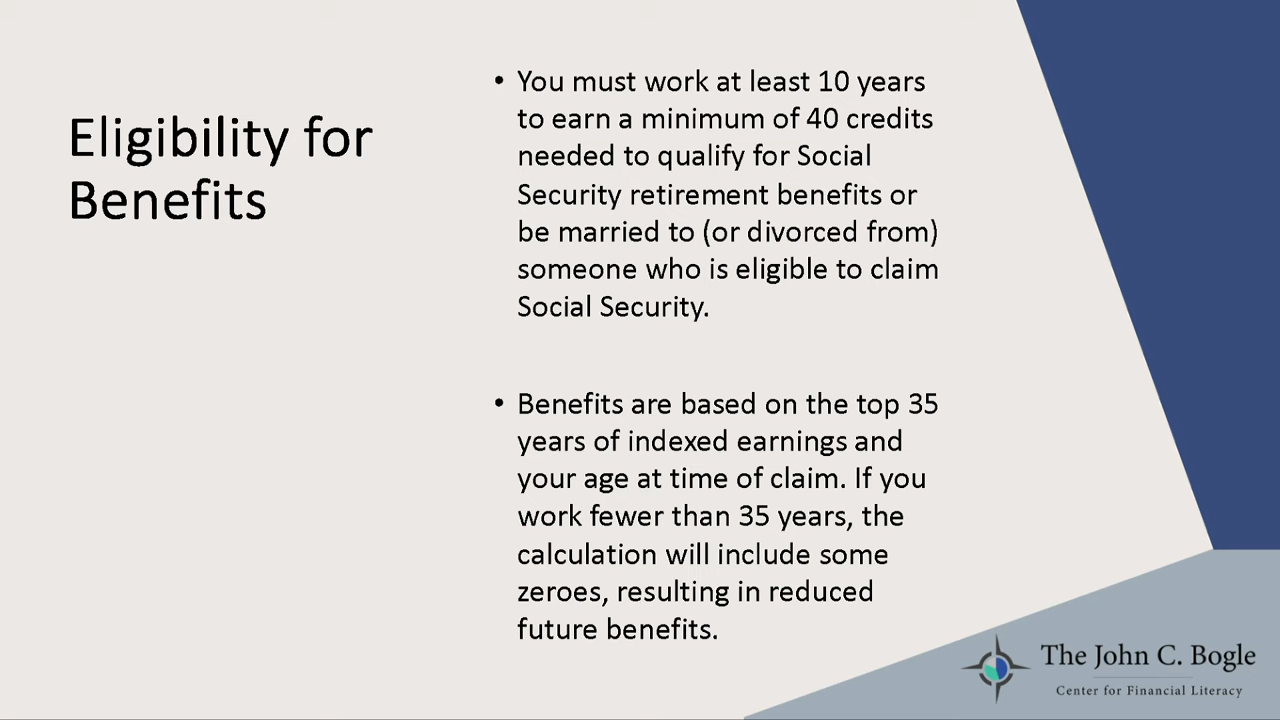 Eligibility for
Benefits
• You must work at least 10 years
to earn a minimum of 40 credits
needed to qualify for Social
Security retirement benefits or
be married to (or divorced from)
someone who is eligible to claim
Social Security.
• Benefits are based on the top 35
years of indexed earnings and
your age at time of claim. If you
work fewer than 35 years, the
calculation will include some
zeroes, resulting in reduced
future benefits.
The John C. Bogle
Center for Financial Literacy